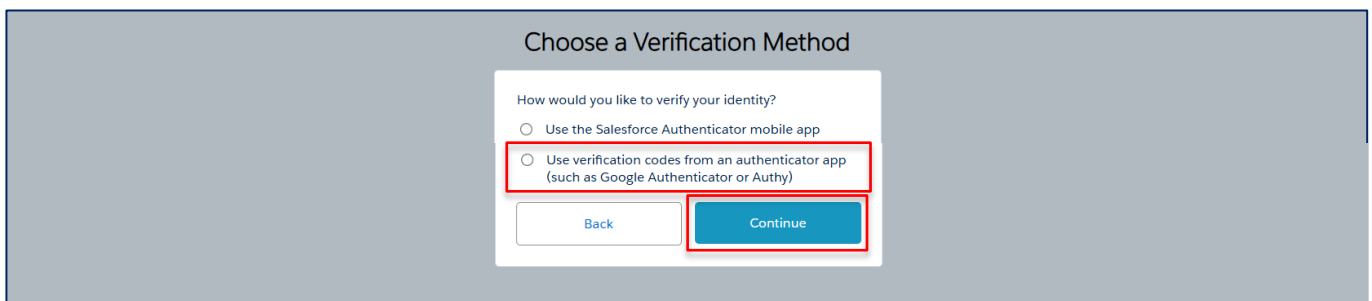 Choose a Verification Method
How would you like to verify your identity?
Use the Salesforce Authenticator mobile app
Use verification codes from an authenticator app
(such as Google Authenticator or Authy)
Back
Continue